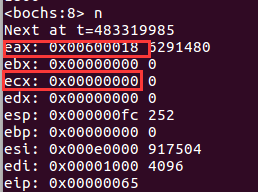 <bochs:8> n
Next at t=483319985
eax: 0x00600018 6291480
ebx: 0x00000000 0
ecx: 0x00000000 0
edx: 0x00000000 0
esp: 0x000000fc 252
ebp: 0x00000000 0
esi: 0x000e0000 917504
edi: 0x00001000 4096
eip: 0x00000065